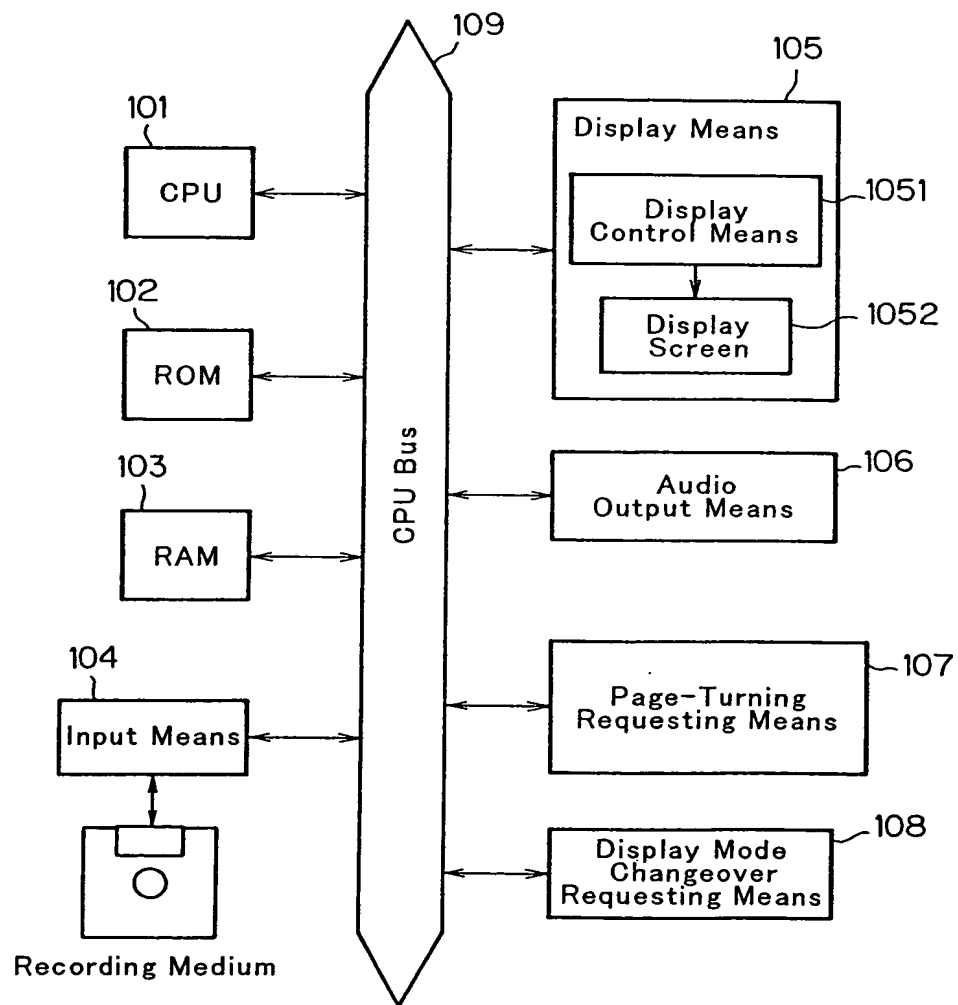 109
105
101
Display Means
CPU
1051
Display
Control Means
102
1052
Display
Screen
ROM
CPU Bus
103
106
Audio
Output Means
RAM
104
107
Input Means
Page-Turning
Requesting Means
108
Display Mode
Changeover
Requesting Means
Recording Medium